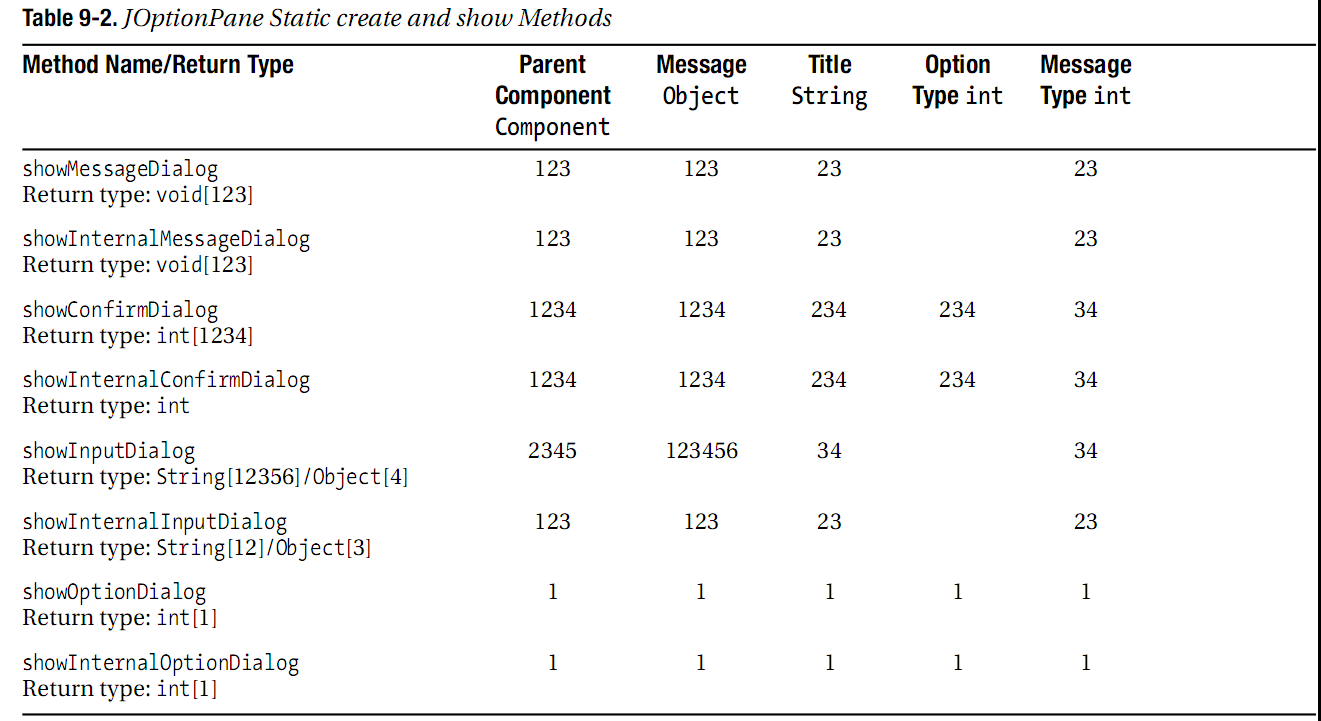 Table 9-2. JOptionPane Static create and show Methods
Method Name/Return Type Parent Message Title Option Message
Component Object String Type int Type int
Component
showMessageDialog 123 123 23 23
Return type: void[123]
showInternalMessageDialog 123 123 23 23
Return type: void[123]
showConfirmDialog 1234 1234 234 234 34
Return type: int[1234]
showInternalConfirmDialog 1234 1234 234 234 34
Return type: int
showInputDialog 2345 123456 34 34
Return type: String[12356]/Object[4]
showInternalInputDialog 123 123 23 23
Return type: String[12]/Object[3]
showOptionDialog 1 1 1 1 1
Return type: int[1]
showInternalOptionDialog 1 1 1 1 1
Return type: int[1]